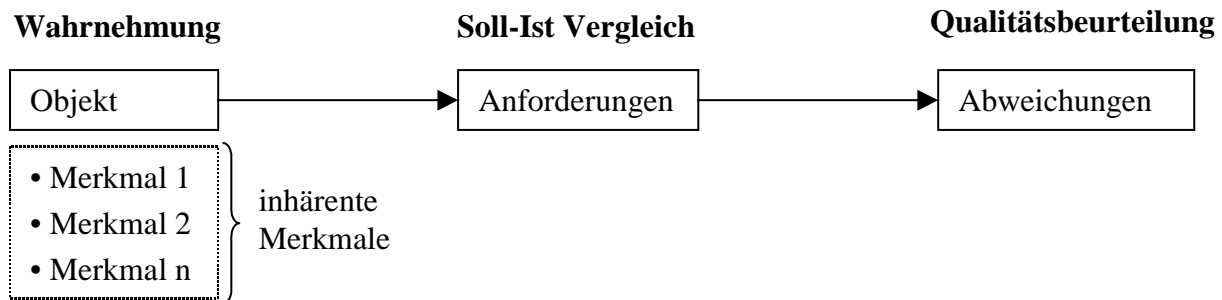 Wahrnehmung
Soll-Ist Vergleich
Qualitätsbeurteilung
Objekt
Anforderungen
Abweichungen
• Merkmal 1
• Merkmal 2
• Merkmal n
inhärente
Merkmale